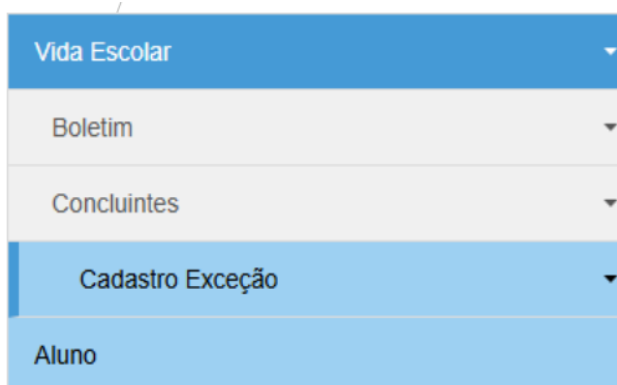 Vida Escolar
Boletim
Concluintes
Cadastro Exceção
Aluno